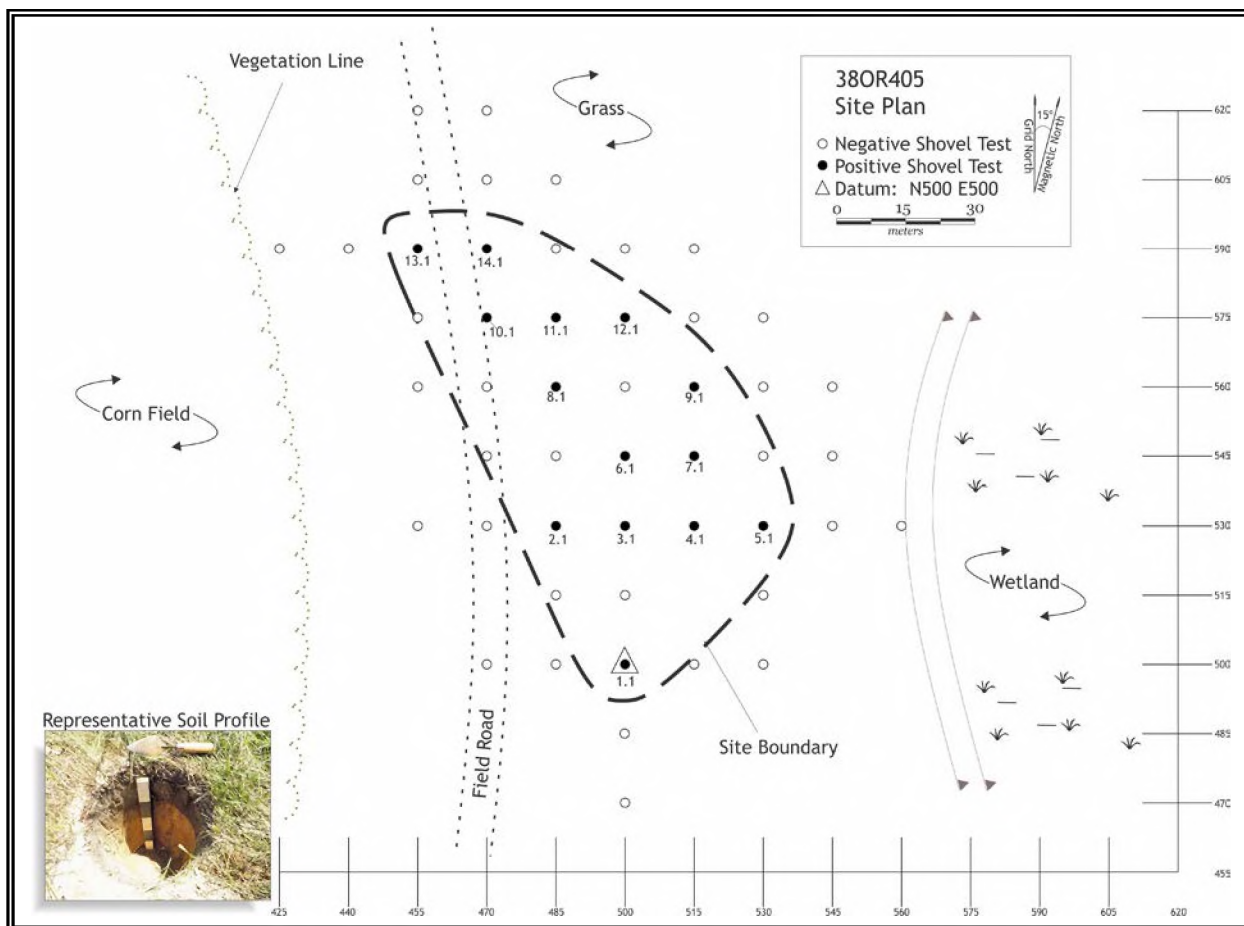 Vegetation Line
Grass
38OR405
Site Plan
15°
Grid North
Magnetic North
Negative Shovel Test
Positive Shovel Test
Datum: N500 E500
0 15 30
meters
620
605
590
575
560
545
530
515
500
485
470
455
13.1 14.1
10.1 11.1 12.1
8.1 9.1
6.1 7.1
2.1 3.1 4.1 5.1
1.1
Corn Field
Wetland
Site Boundary
Field Road
Representative Soil Profile
425 440 455 470 485 500 515 530 545 560 575 590 605 620